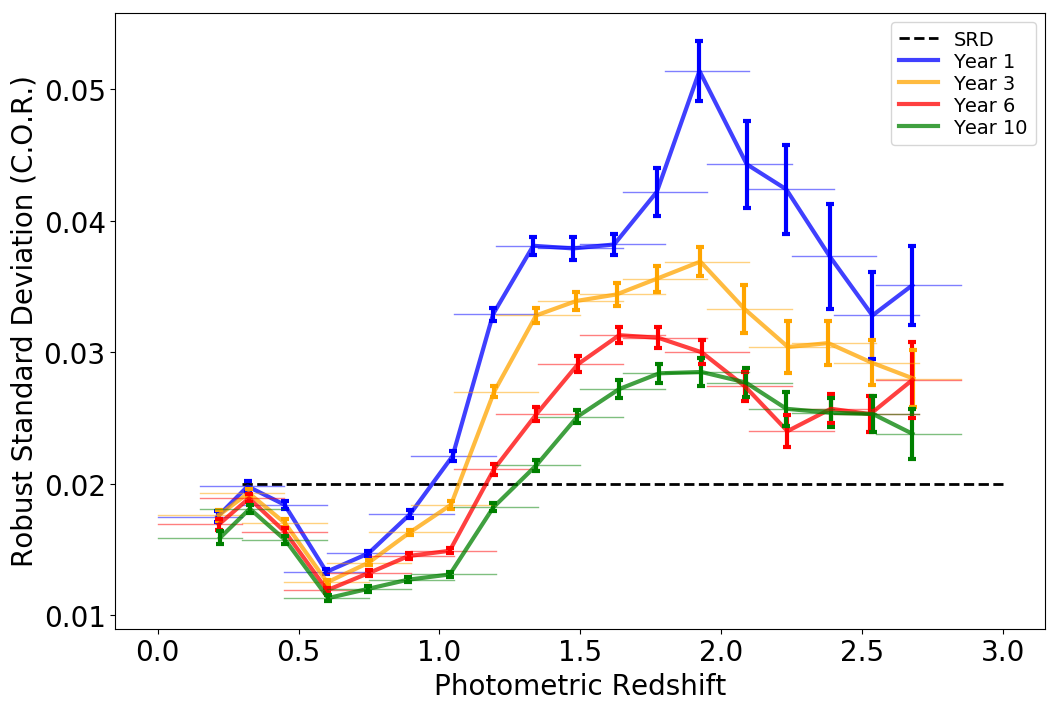 Robust Standard Deviation (C.O.R.)
0.05
0.04
0.03
0.02
0.01
SRD
Year 1
Year 3
Year 6
Year 10
0.0 0.5 1.0 1.5 2.0 2.5 3.0
Photometric Redshift